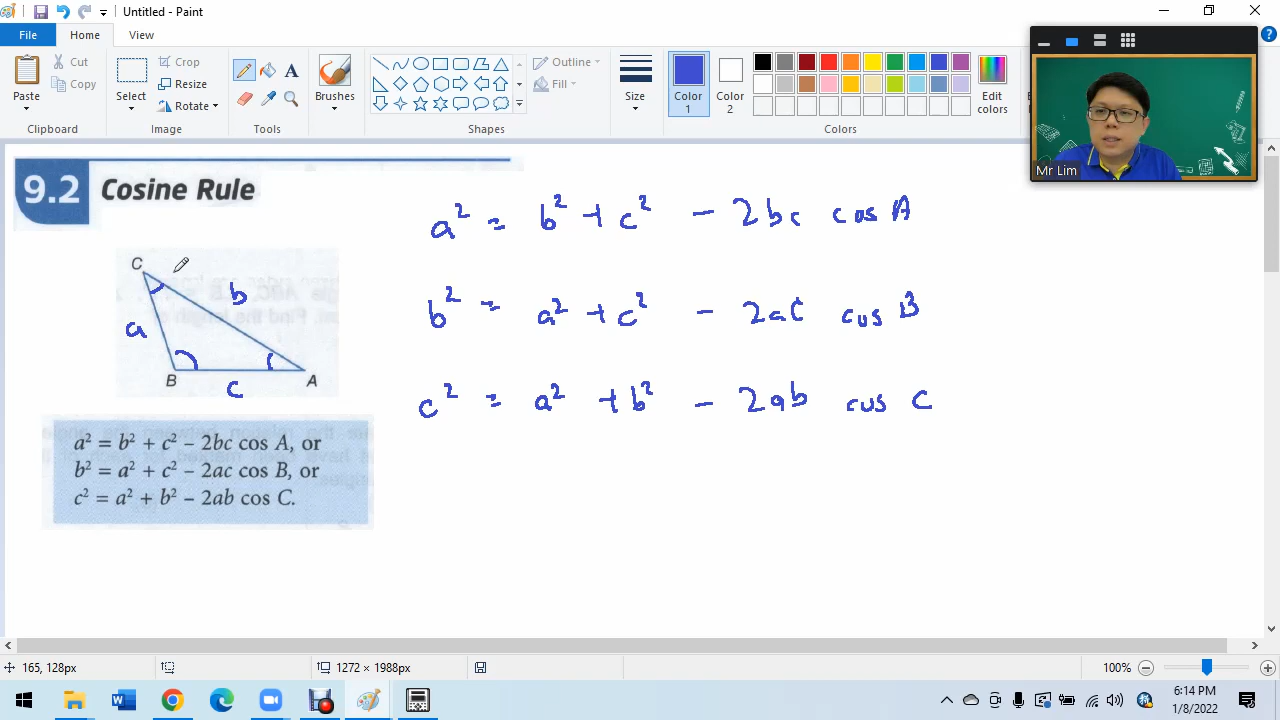 Untitled - Paint
File Home View
Paste Cut Copy Clipboard
Select Crop Resize Rotate Image
Tools
Brushes
Shapes Outline Fill
Size
Color 1 Color 2 Edit colors Colors
Mr Lim
9.2 Cosine Rule
a² = b² + c² - 2bc cos A
b² = a² + c² - 2ac cos B
c² = a² + b² - 2ab cos C
C
b
a
B
c
A
a² = b² + c² – 2bc cos A, or
b² = a² + c² – 2ac cos B, or
c² = a² + b² – 2ab cos C.
165, 128px 1272 × 1988px 100%
6:14 PM
1/8/2022